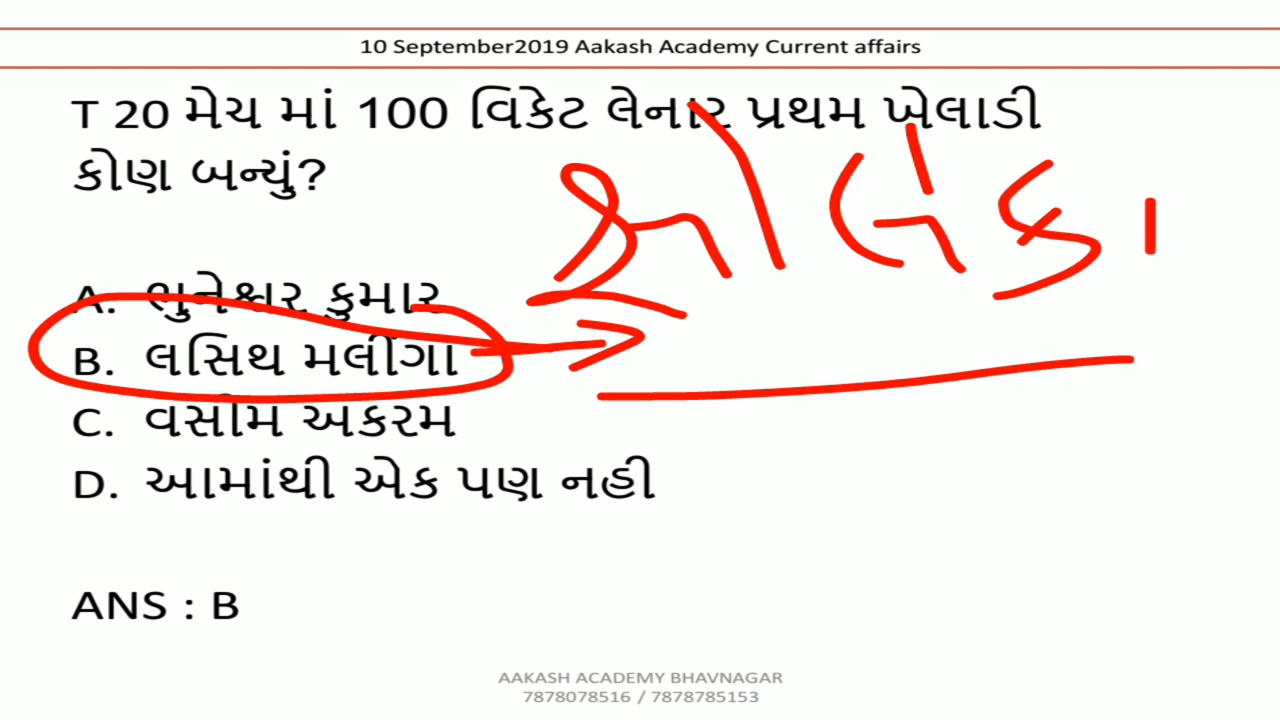 10 September2019 Aakash Academy Current affairs
T 20 મેચ માં 100 વિકેટ લેનાર પ્રથમ ખેલાડી
કોણ બન્યું?
શ્રીલંકા
A. ભુનેશ્વર કુમાર
B. લસિથ મલીંગા
C. વસીમ અકરમ
D. આમાંથી એક પણ નહી
ANS : B
AAKASH ACADEMY BHAVNAGAR
7878078516 / 7878785153